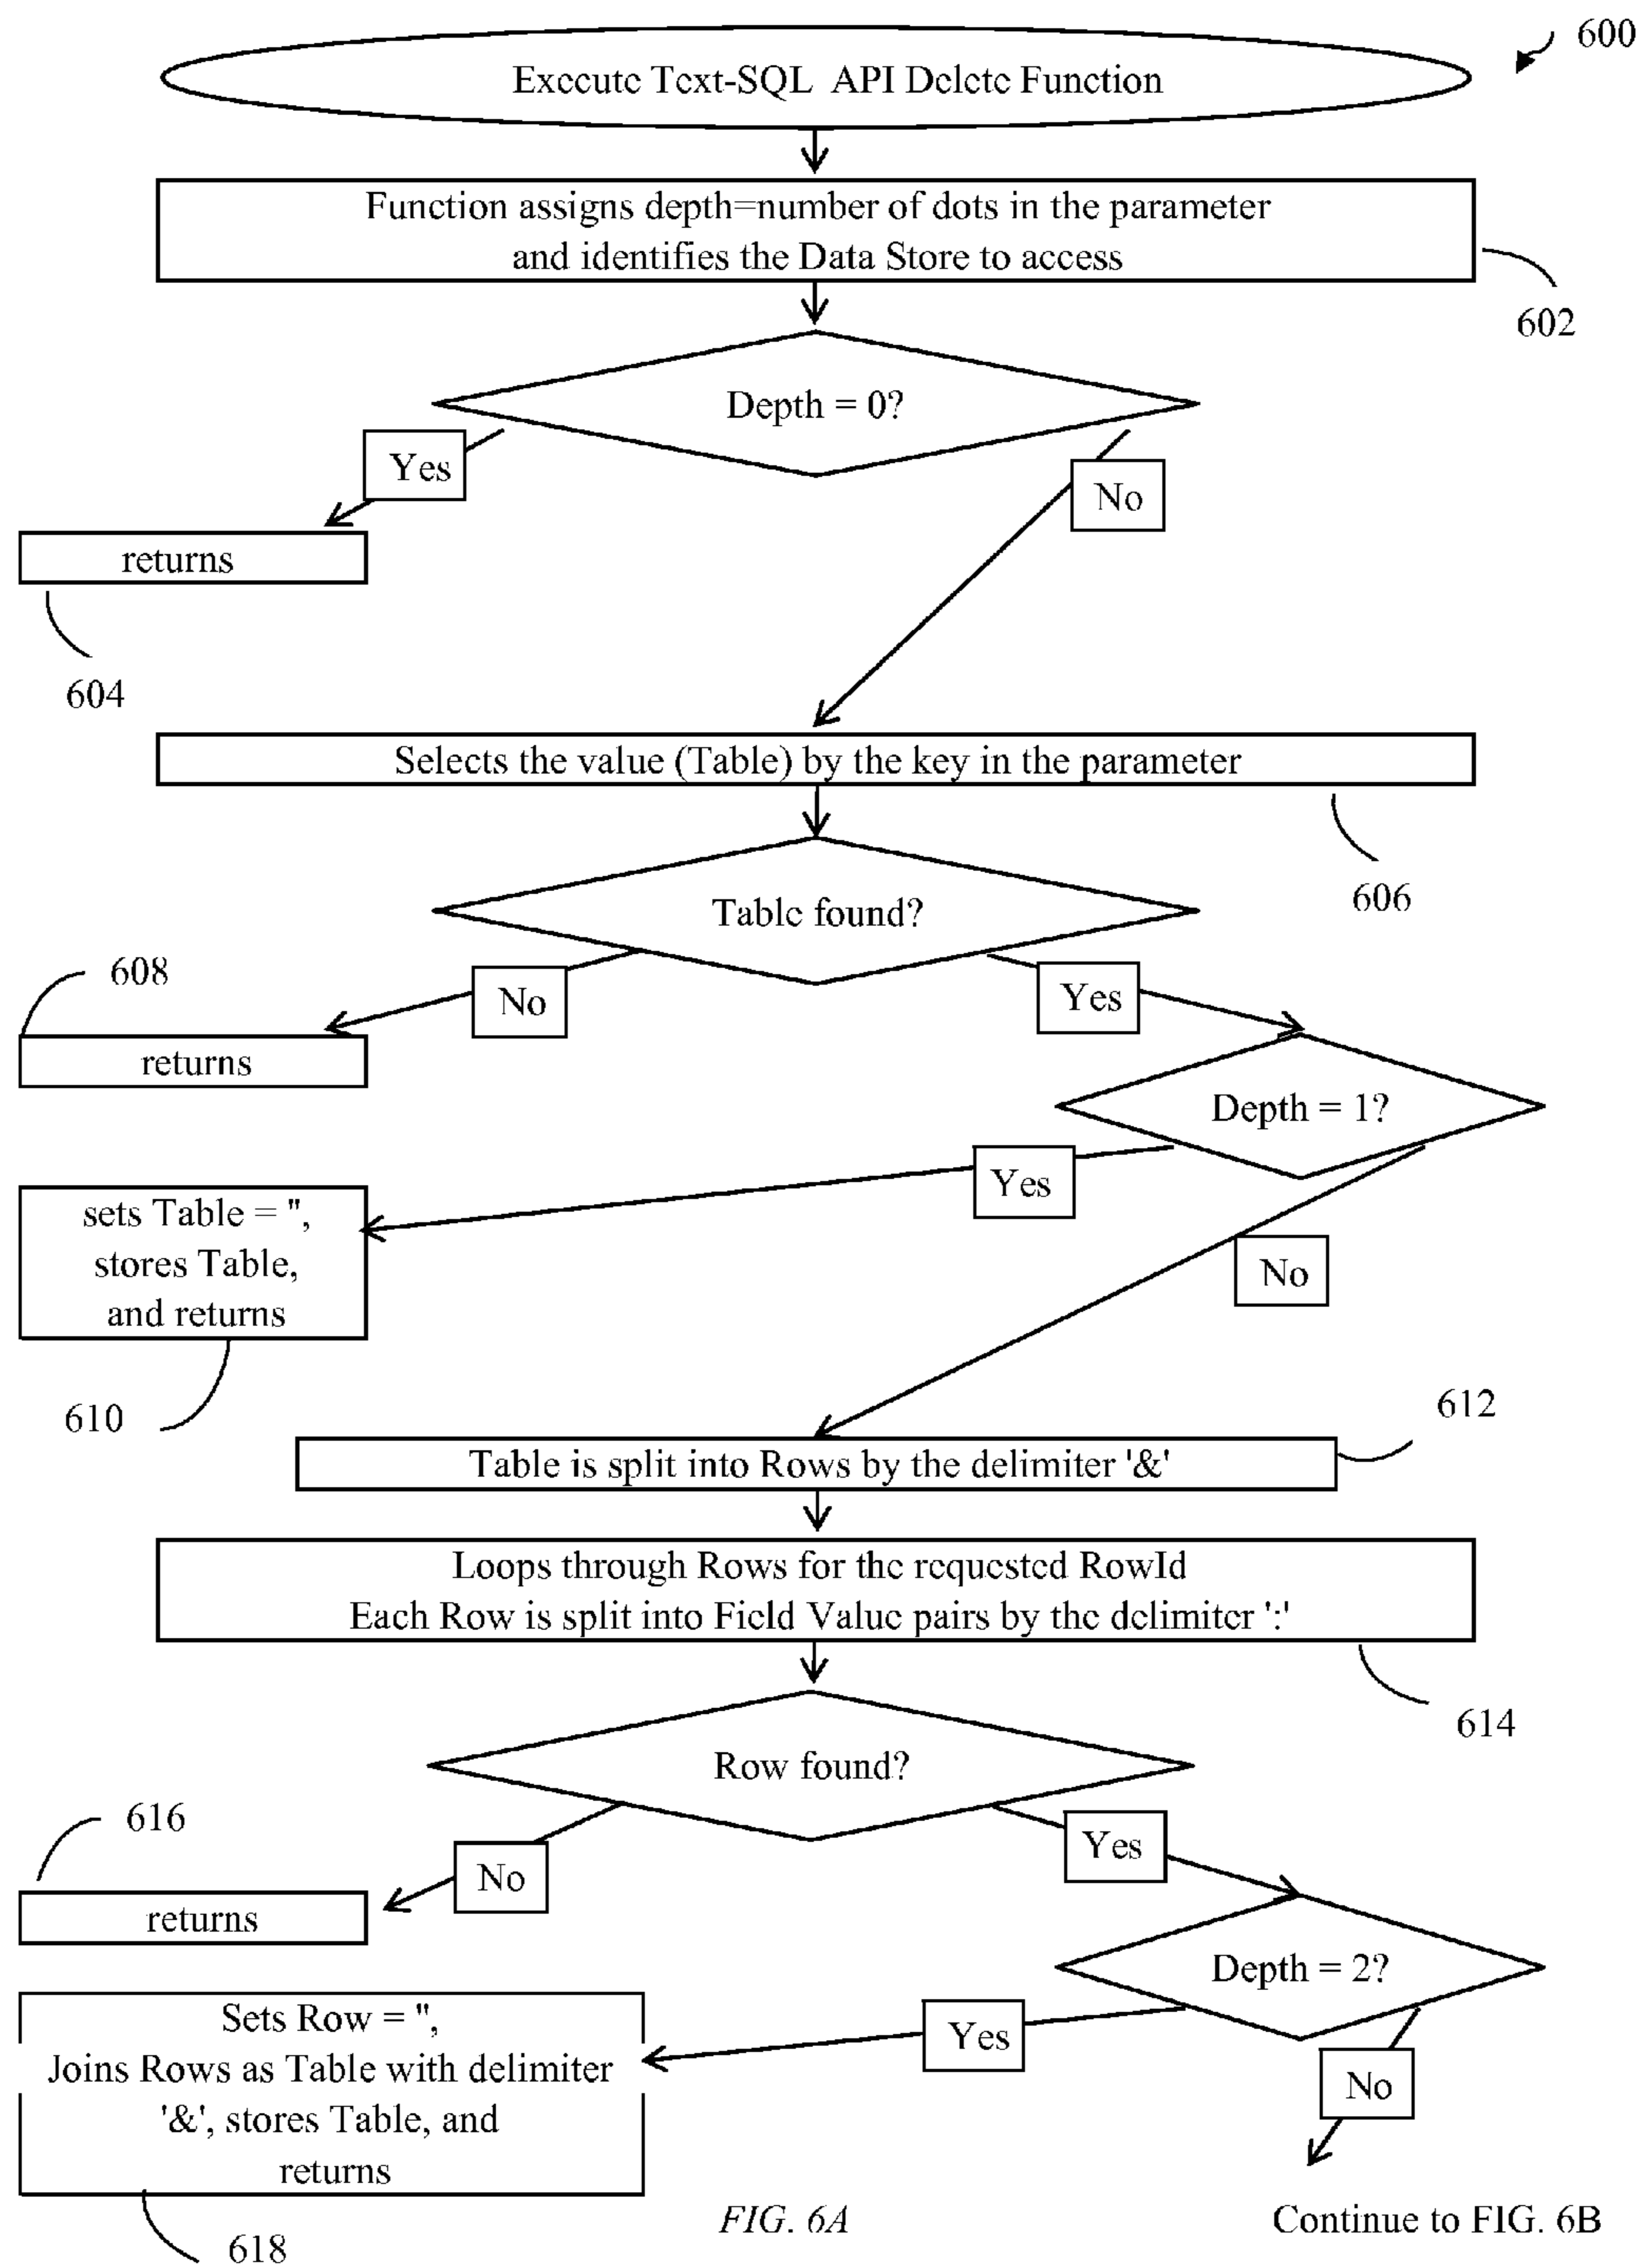 600
Execute Text-SQL API Delete Function
Function assigns depth=number of dots in the parameter
and identifies the Data Store to access
602
Depth = 0?
Yes
No
returns
604
Selects the value (Table) by the key in the parameter
606
Table found?
608
No
Yes
returns
Depth = 1?
Yes
sets Table = '',
stores Table,
and returns
No
610
612
Table is split into Rows by the delimiter '&'
Loops through Rows for the requested RowId
Each Row is split into Field Value pairs by the delimiter ':'
614
Row found?
616
No
Yes
returns
Depth = 2?
Sets Row = '',
Joins Rows as Table with delimiter
'&', stores Table, and
returns
Yes
No
618
FIG. 6A
Continue to FIG. 6B